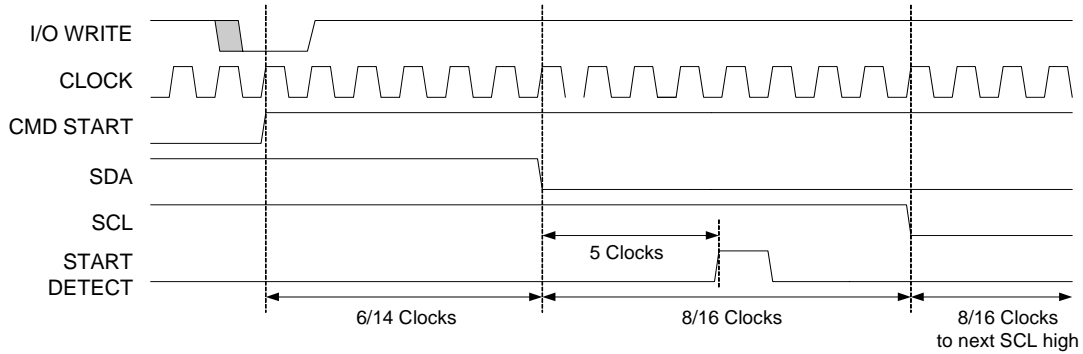 I/O WRITE
CLOCK
CMD START
SDA
SCL
5 Clocks
START
DETECT
6/14 Clocks
8/16 Clocks
8/16 Clocks
to next SCL high